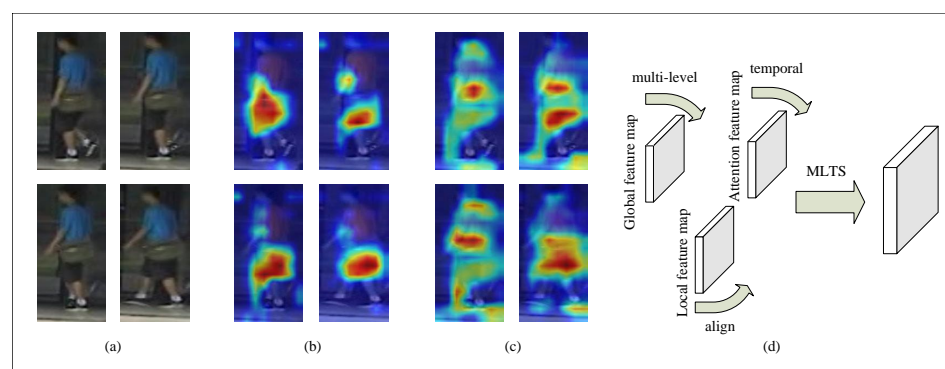 multi-level
temporal
Global feature map
Attention feature map
MLTS
Local feature map
align
(a)
(b)
(c)
(d)